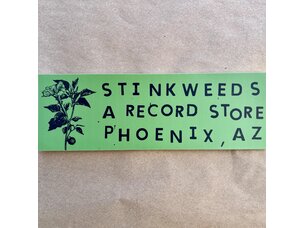 STINKWEEDS
A RECORD STORE
PHOENIX, AZ